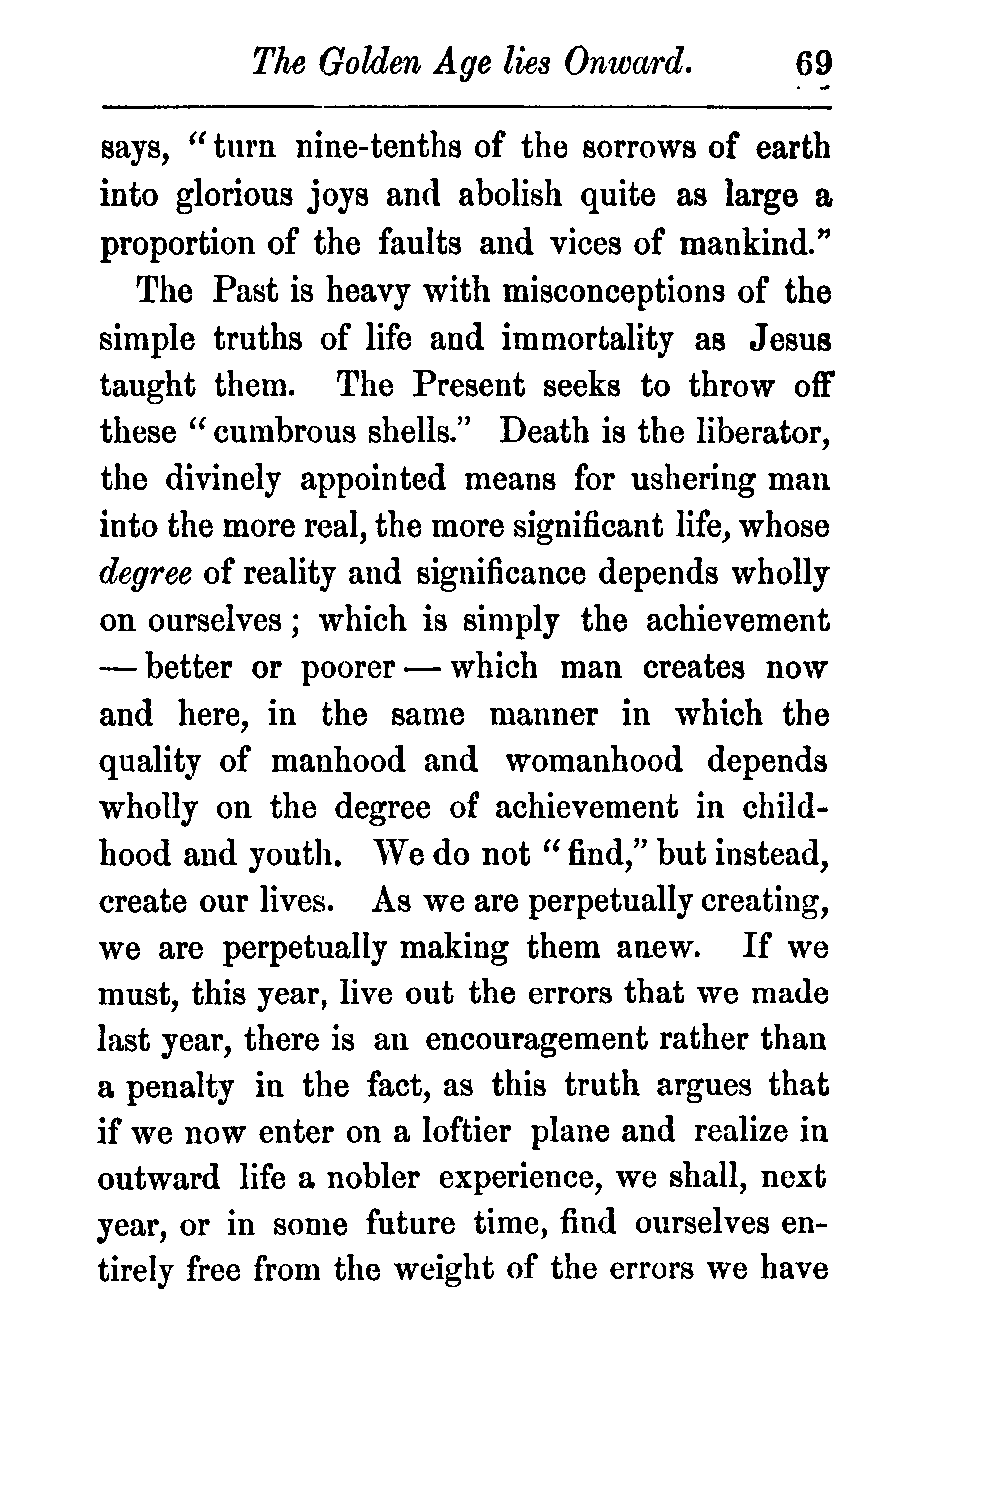 The Golden Age lies Onward. 69
says, "turn nine-tenths of the sorrows of earth
into glorious joys and abolish quite as large a
proportion of the faults and vices of mankind."
The Past is heavy with misconceptions of the
simple truths of life and immortality as Jesus
taught them. The Present seeks to throw off
these "cumbrous shells." Death is the liberator,
the divinely appointed means for ushering man
into the more real, the more significant life, whose
degree of reality and significance depends wholly
on ourselves; which is simply the achievement
— better or poorer — which man creates now
and here, in the same manner in which the
quality of manhood and womanhood depends
wholly on the degree of achievement in child-
hood and youth. We do not "find," but instead,
create our lives. As we are perpetually creating,
we are perpetually making them anew. If we
must, this year, live out the errors that we made
last year, there is an encouragement rather than
a penalty in the fact, as this truth argues that
if we now enter on a loftier plane and realize in
outward life a nobler experience, we shall, next
year, or in some future time, find ourselves en-
tirely free from the weight of the errors we have